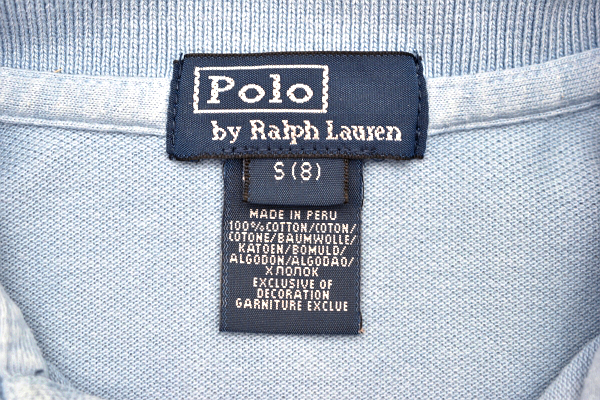 Polo
by Ralph Lauren
S (8)
MADE IN PERU
100% COTTON/COTON/
COTONE/BAUMWOLLE/
KATOEN/BOMULD/
ALGODON/ALGODAO/
ХЛОПОК
EXCLUSIVE OF
DECORATION
GARNITURE EXCLUE